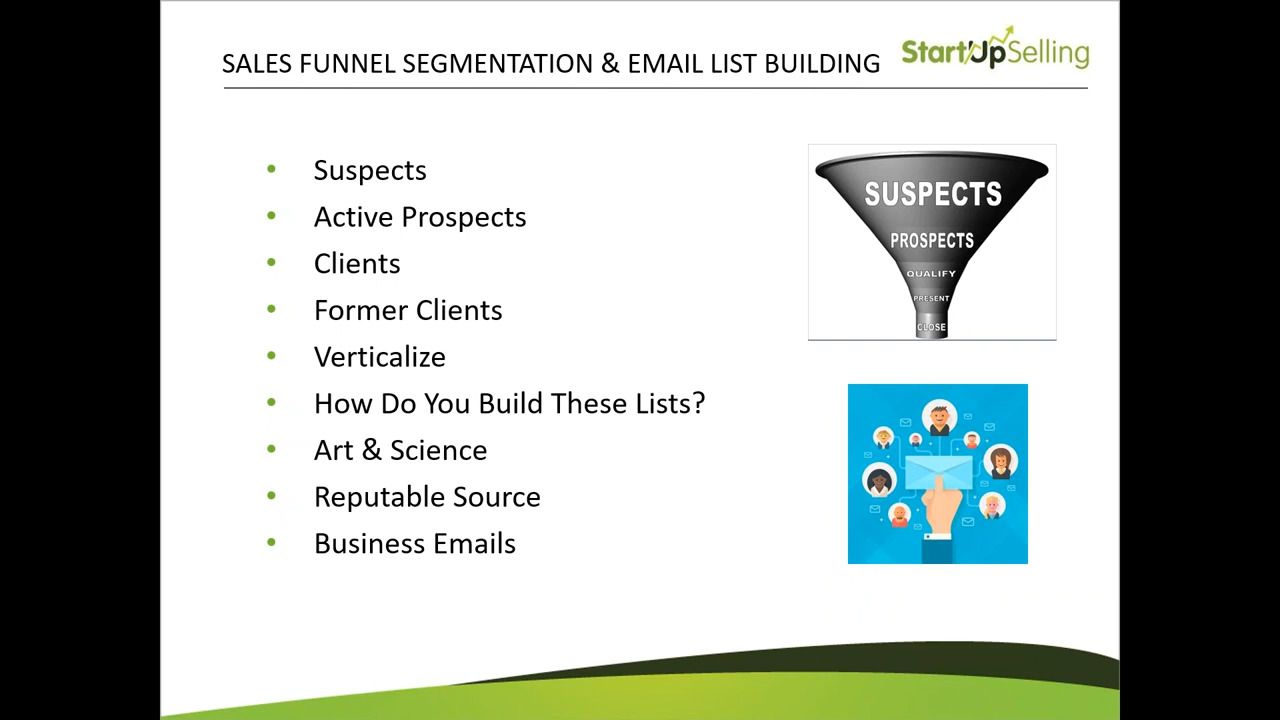 SALES FUNNEL SEGMENTATION & EMAIL LIST BUILDING
StartUpSelling
• Suspects
• Active Prospects
• Clients
• Former Clients
• Verticalize
• How Do You Build These Lists?
• Art & Science
• Reputable Source
• Business Emails
SUSPECTS
PROSPECTS
QUALIFY
PRESENT
CLOSE